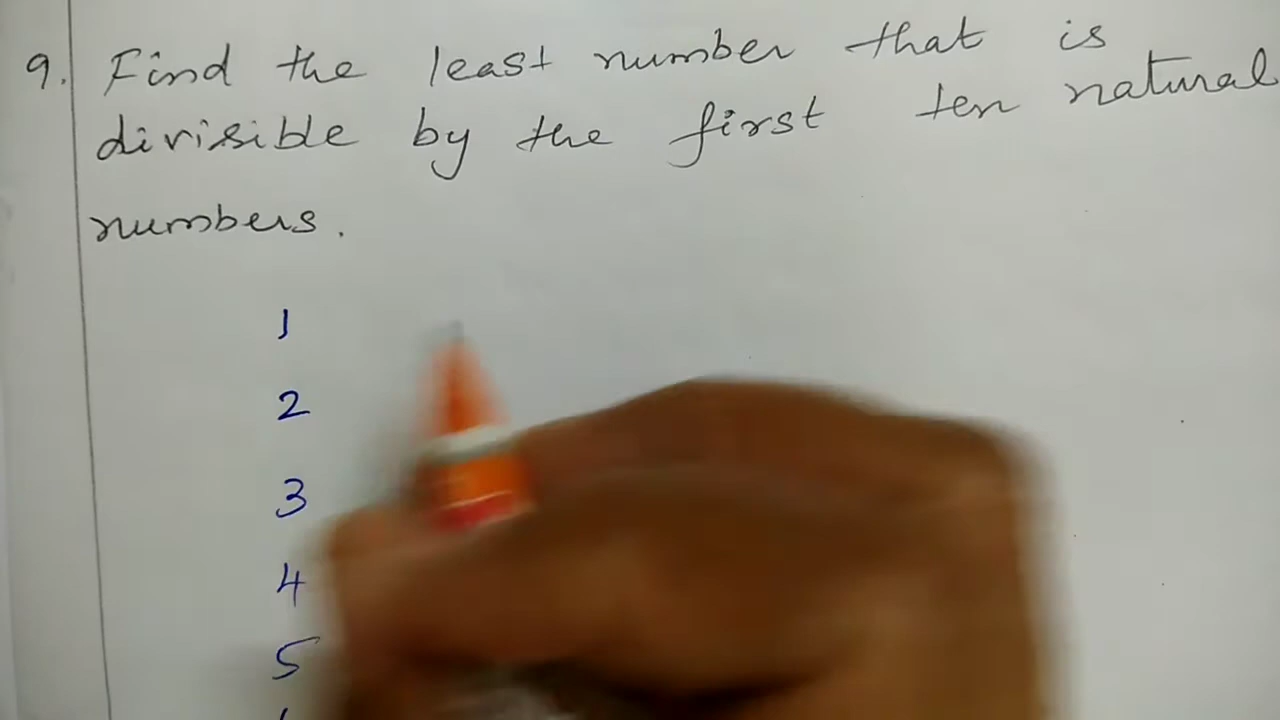 9. Find the least number that is
divisible by the first ten natural
numbers.
1
2
3
4
5